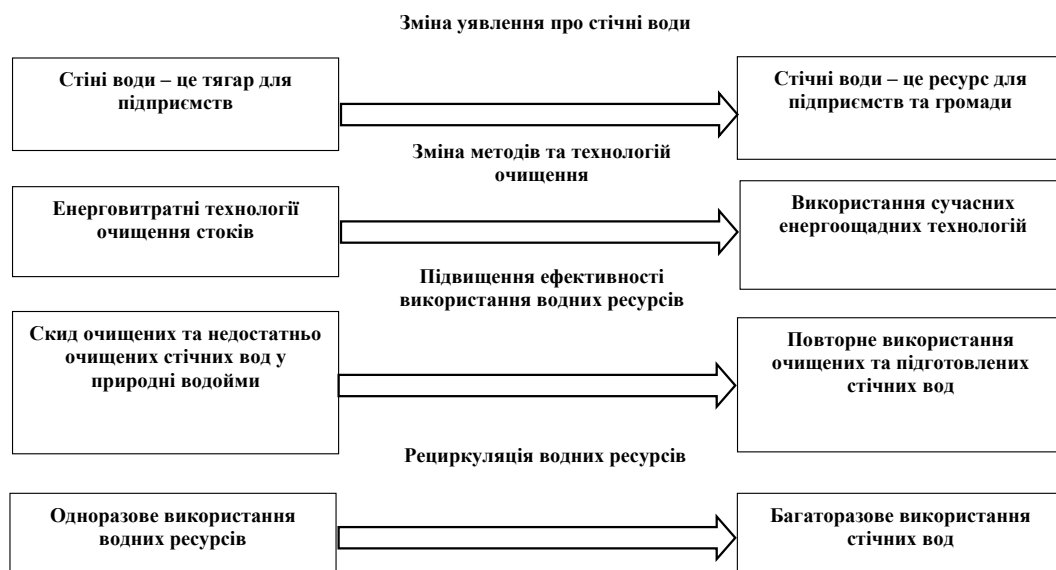 Зміна уявлення про стічні води
Стіні води – це тягар для
підприємств
Стічні води – це ресурс для
підприємств та громади
Зміна методів та технологій
очищення
Енерговитратні технології
очищення стоків
Використання сучасних
енергоощадних технологій
Підвищення ефективності
використання водних ресурсів
Скид очищених та недостатньо
очищених стічних вод у
природні водойми
Повторне використання
очищених та підготовлених
стічних вод
Рециркуляція водних ресурсів
Одноразове використання
водних ресурсів
Багаторазове використання
стічних вод